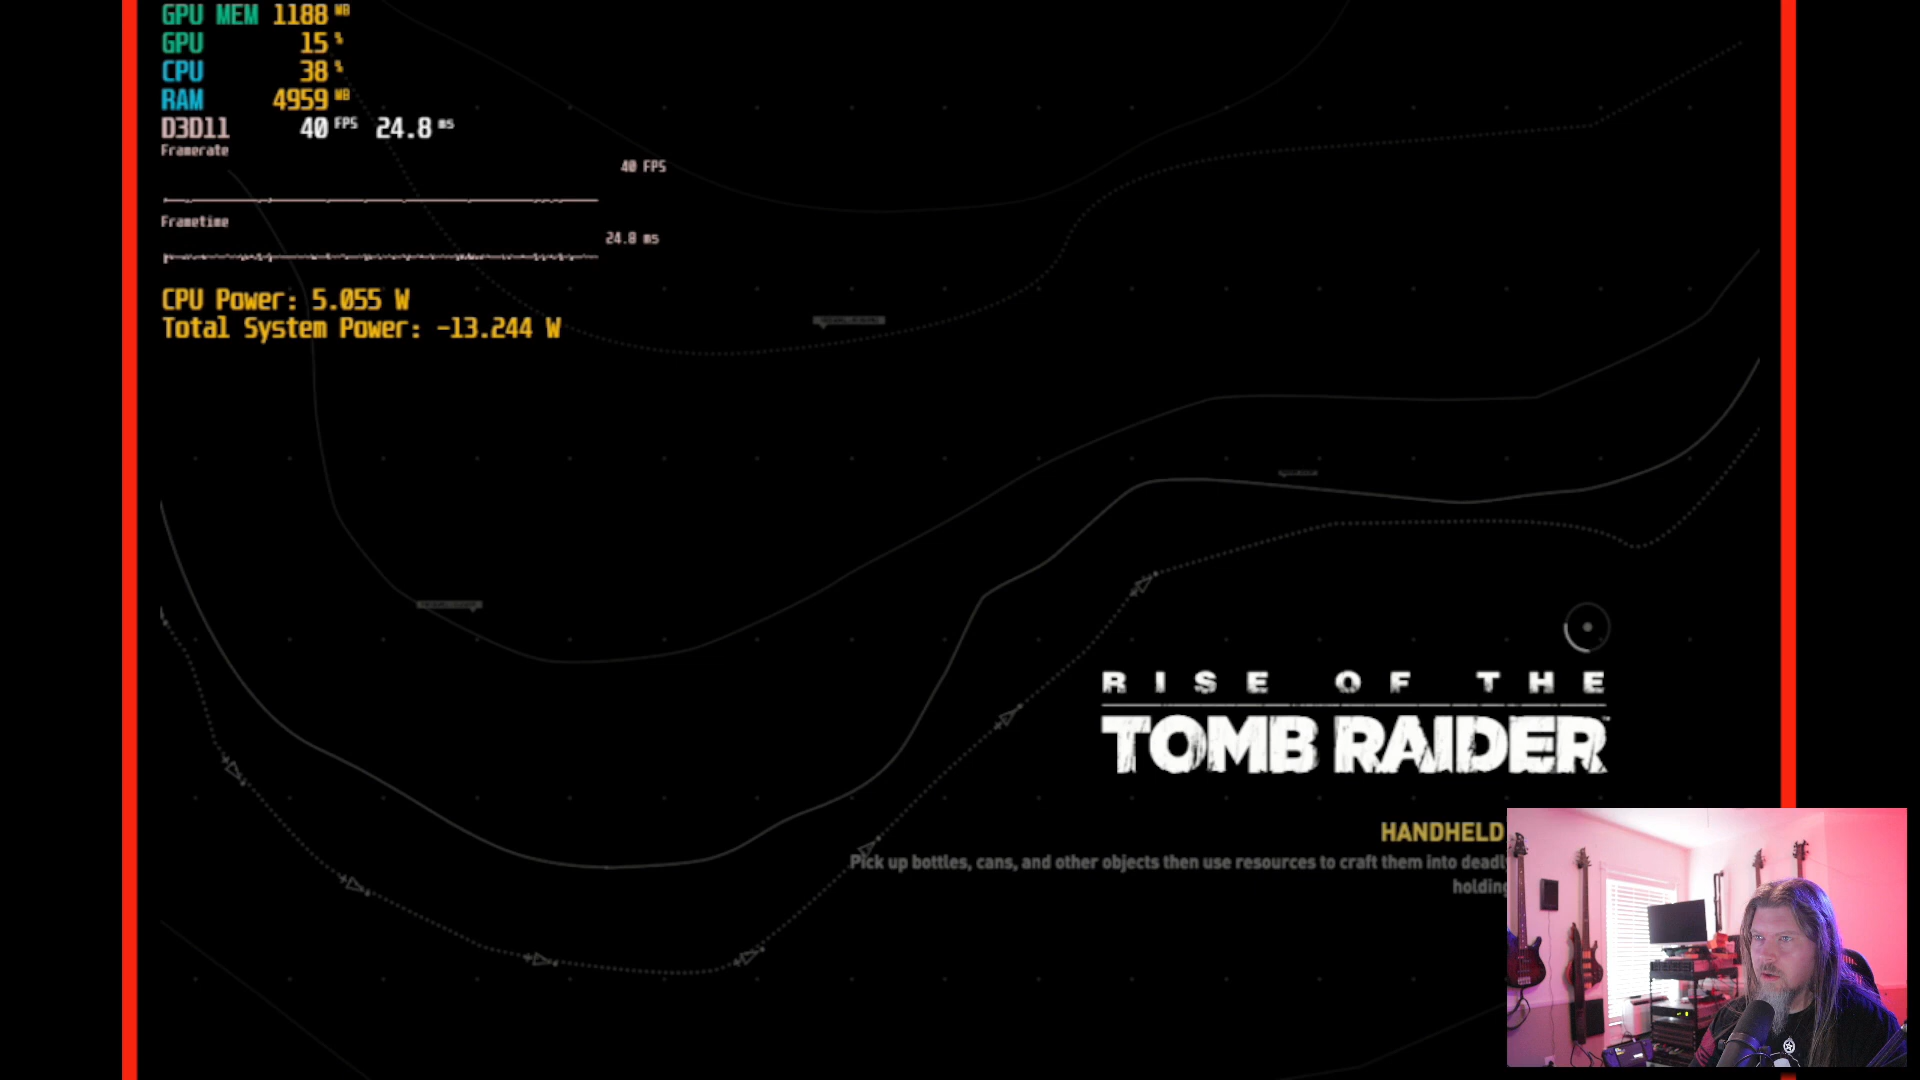 GPU MEM 1188 MB
GPU 15 %
CPU 38 %
RAM 4959 MB
D3D11 40 FPS 24.8 ms
Framerate
40 FPS
Frametime
24.8 ms
CPU Power: 5.055 W
Total System Power: -13.244 W
RISE OF THE
TOMB RAIDER
HANDHELD
Pick up bottles, cans, and other objects then use resources to craft them into deadly
holding